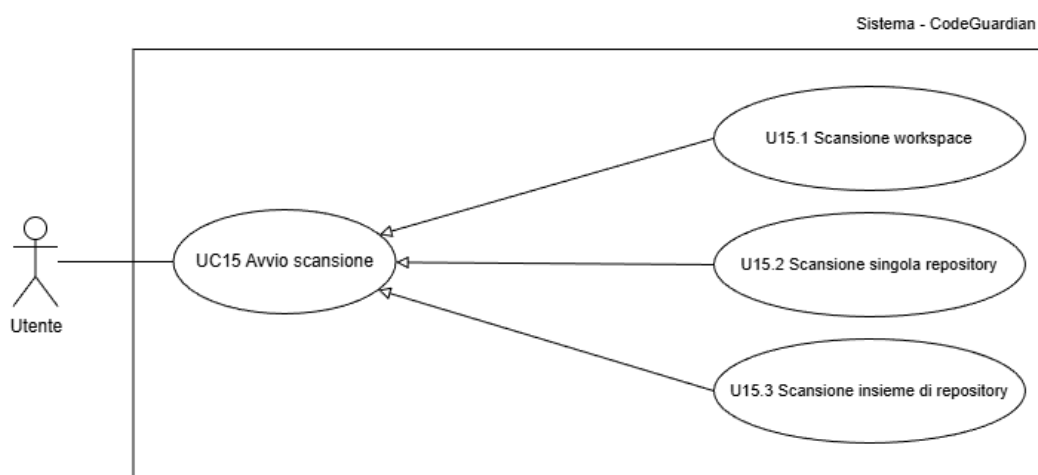 Sistema - CodeGuardian
U15.1 Scansione workspace
UC15 Avvio scansione
U15.2 Scansione singola repository
Utente
U15.3 Scansione insieme di repository